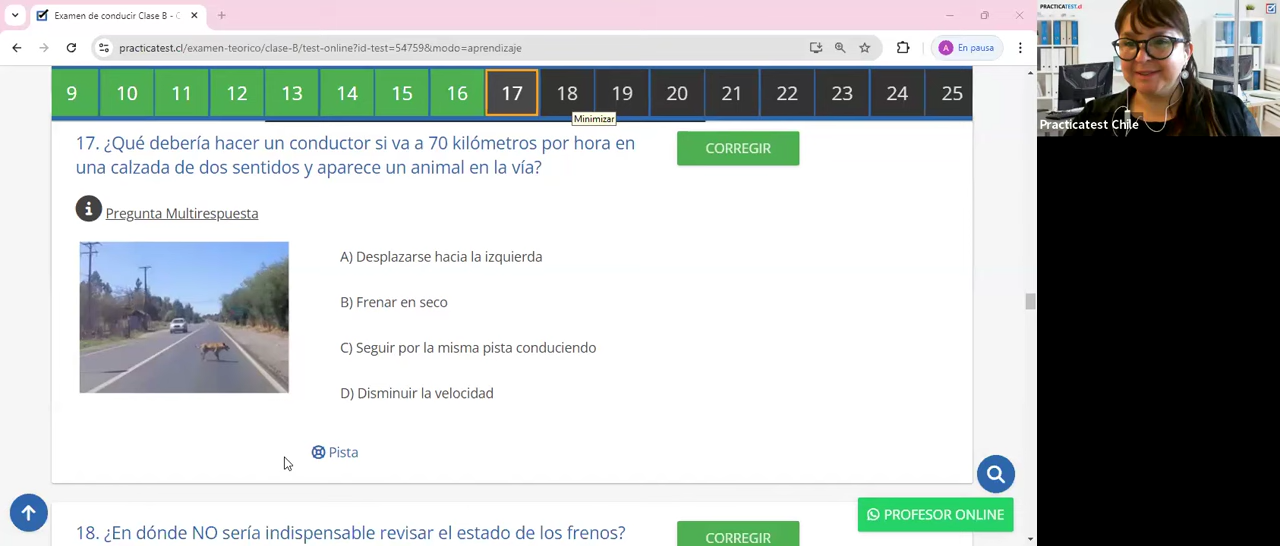 Examen de conducir Clase B - C
practicatest.cl/examen-teorico/clase-B/test-online?id-test=54759&modo=aprendizaje
A En pausa
PRACTICATEST.cl
Practicatest Chile
9 10 11 12 13 14 15 16 17 18 19 20 21 22 23 24 25
Minimizar
17. ¿Qué debería hacer un conductor si va a 70 kilómetros por hora en
una calzada de dos sentidos y aparece un animal en la vía?
CORREGIR
Pregunta Multirespuesta
A) Desplazarse hacia la izquierda
B) Frenar en seco
C) Seguir por la misma pista conduciendo
D) Disminuir la velocidad
Pista
PROFESOR ONLINE
18. ¿En dónde NO sería indispensable revisar el estado de los frenos?
CORREGIR